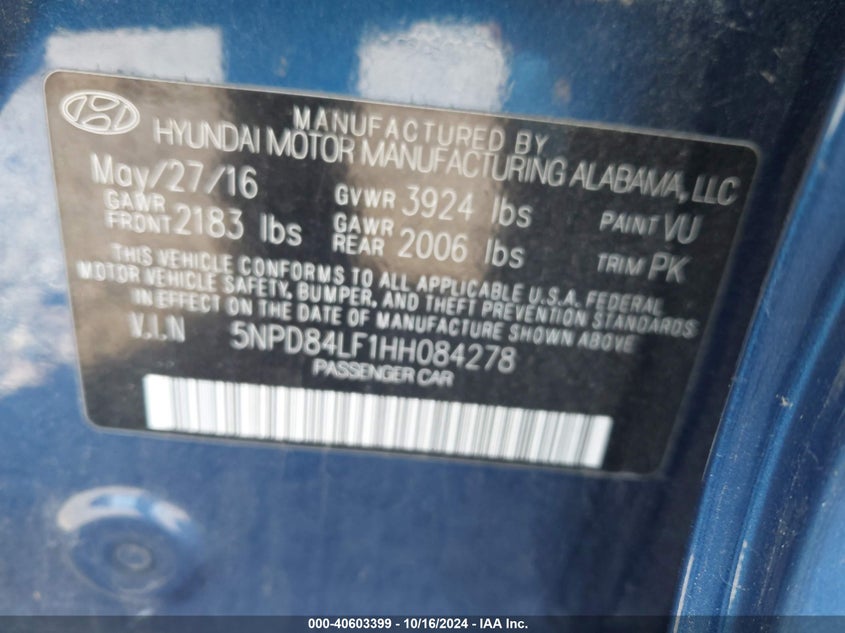 MANUFACTURED BY
HYUNDAI MOTOR MANUFACTURING ALABAMA, LLC
May/27/16 GVWR 3924 lbs PAINT VU
GAWR FRONT 2183 lbs GAWR REAR 2006 lbs TRIM PK
THIS VEHICLE CONFORMS TO ALL APPLICABLE U.S.A. FEDERAL
MOTOR VEHICLE SAFETY, BUMPER, AND THEFT PREVENTION STANDARDS
IN EFFECT ON THE DATE OF MANUFACTURE SHOWN ABOVE
V.I.N 5NPD84LF1HH084278
PASSENGER CAR
000-40603399 - 10/16/2024 - IAA Inc.